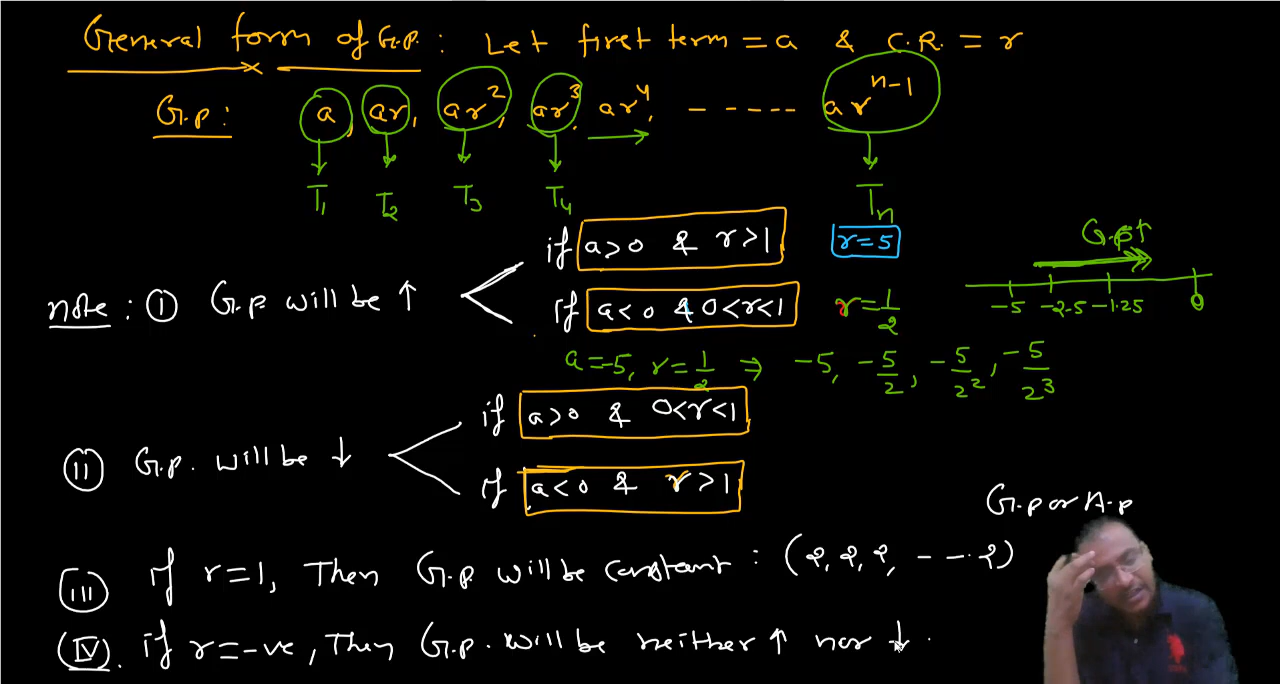 General form of G.P. : Let first term = a & C.R. = r
G.p : a, ar, ar², ar³, ar⁴, ----- arⁿ⁻¹
T₁ T₂ T₃ T₄ Tₙ
if a>0 & r>1 r=5
G.p↑
note : (I) G.P will be ↑
if a<0 & 0<r<1 r=1/2
-5 -2.5 -1.25 0
a=-5, r=1/2 ⇒ -5, -5/2, -5/2², -5/2³
if a>0 & 0<r<1
(II) G.P. will be ↓
if a<0 & r>1
G.p or A.p
(III) if r=1, Then G.p will be constant : (2, 2, 2, -- -- 2)
(IV). if r=-ve, Then G.p. will be neither ↑ nor ↓.